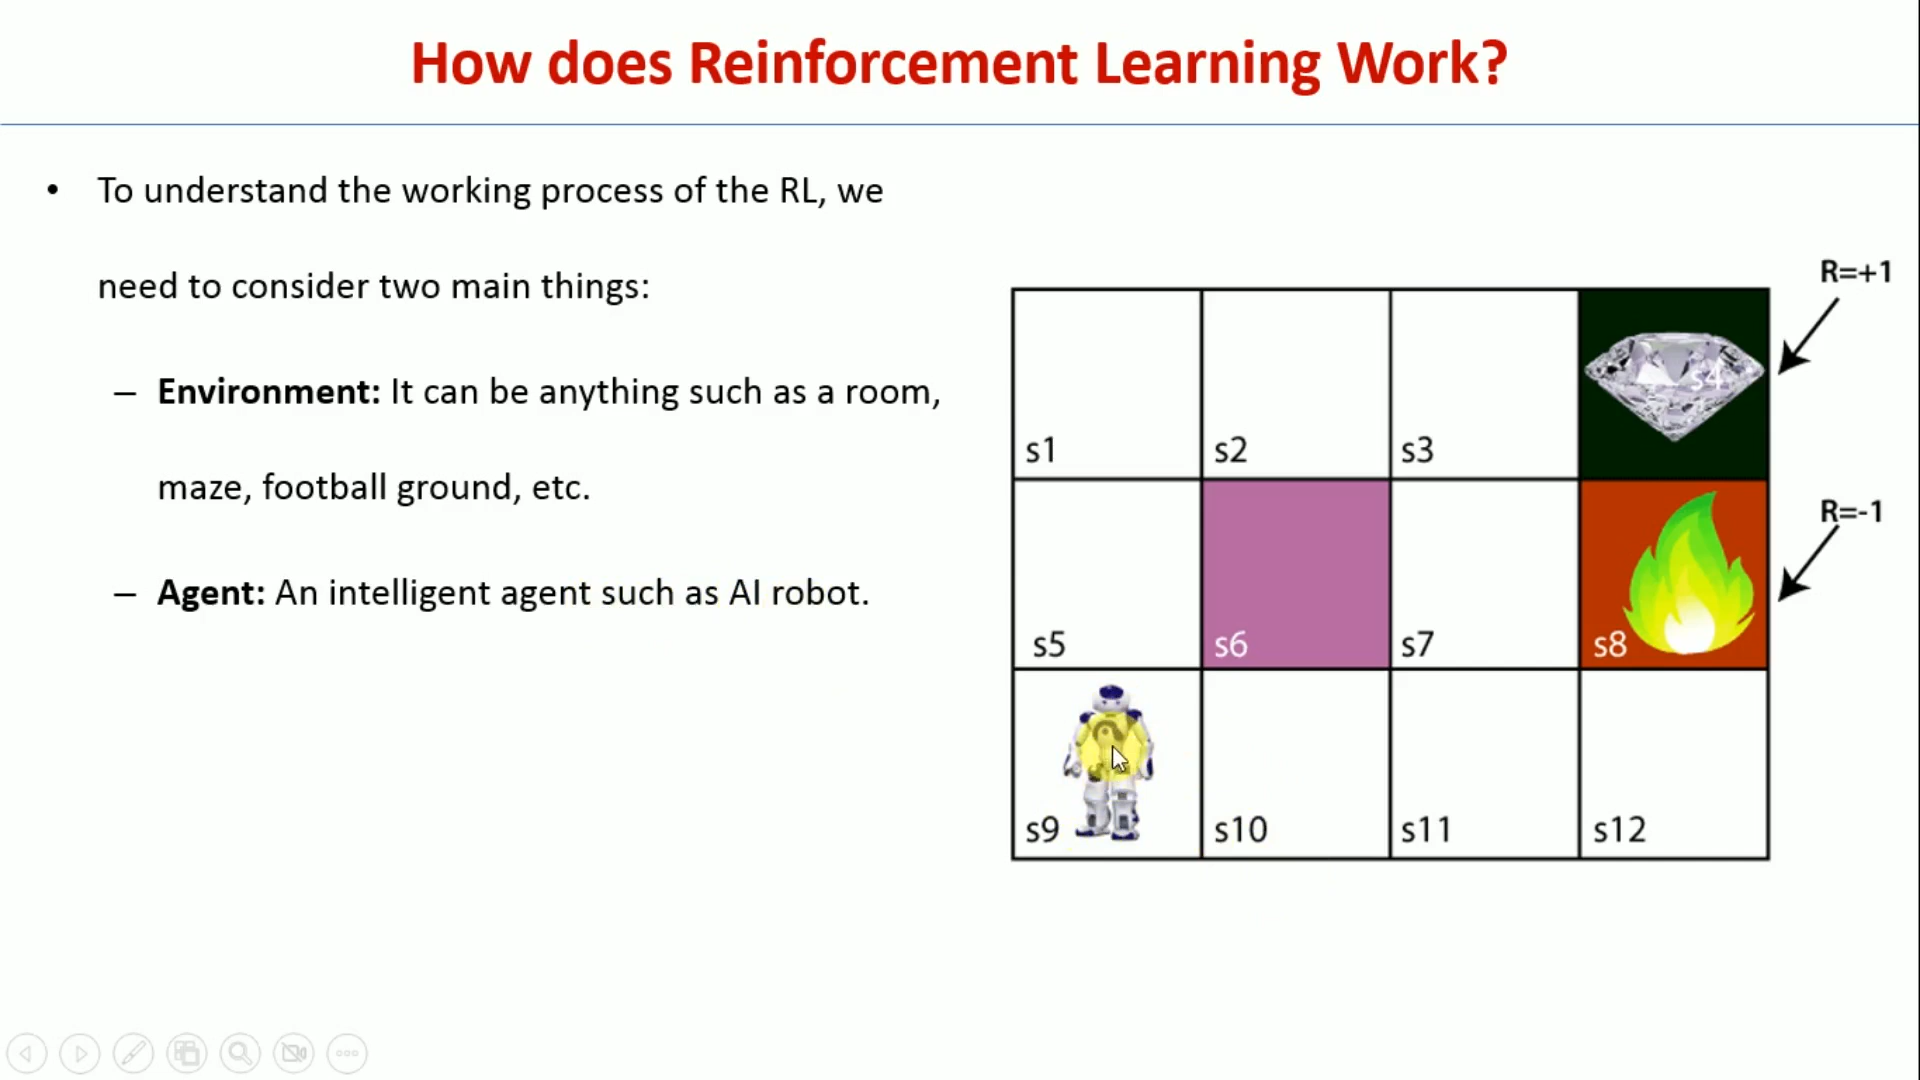 How does Reinforcement Learning Work?
• To understand the working process of the RL, we
need to consider two main things:
– Environment: It can be anything such as a room,
maze, football ground, etc.
– Agent: An intelligent agent such as AI robot.
R=+1
s4
s1
s2
s3
R=-1
s5
s6
s7
s8
s9
s10
s11
s12